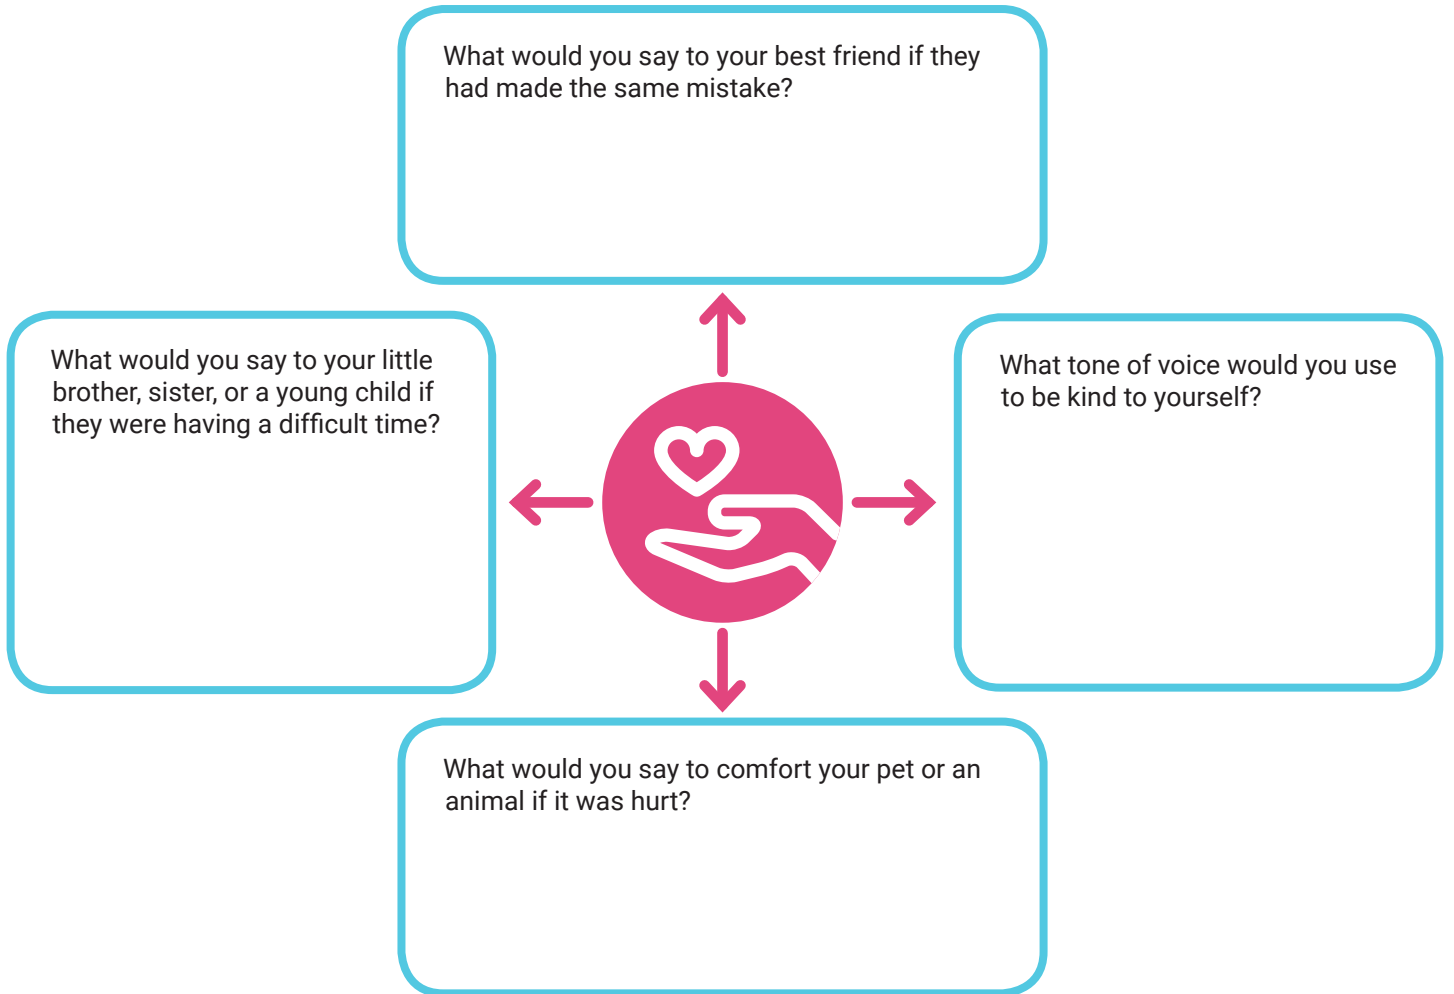 What would you say to your best friend if they
had made the same mistake?
What would you say to your little
brother, sister, or a young child if
they were having a difficult time?
What tone of voice would you use
to be kind to yourself?
What would you say to comfort your pet or an
animal if it was hurt?